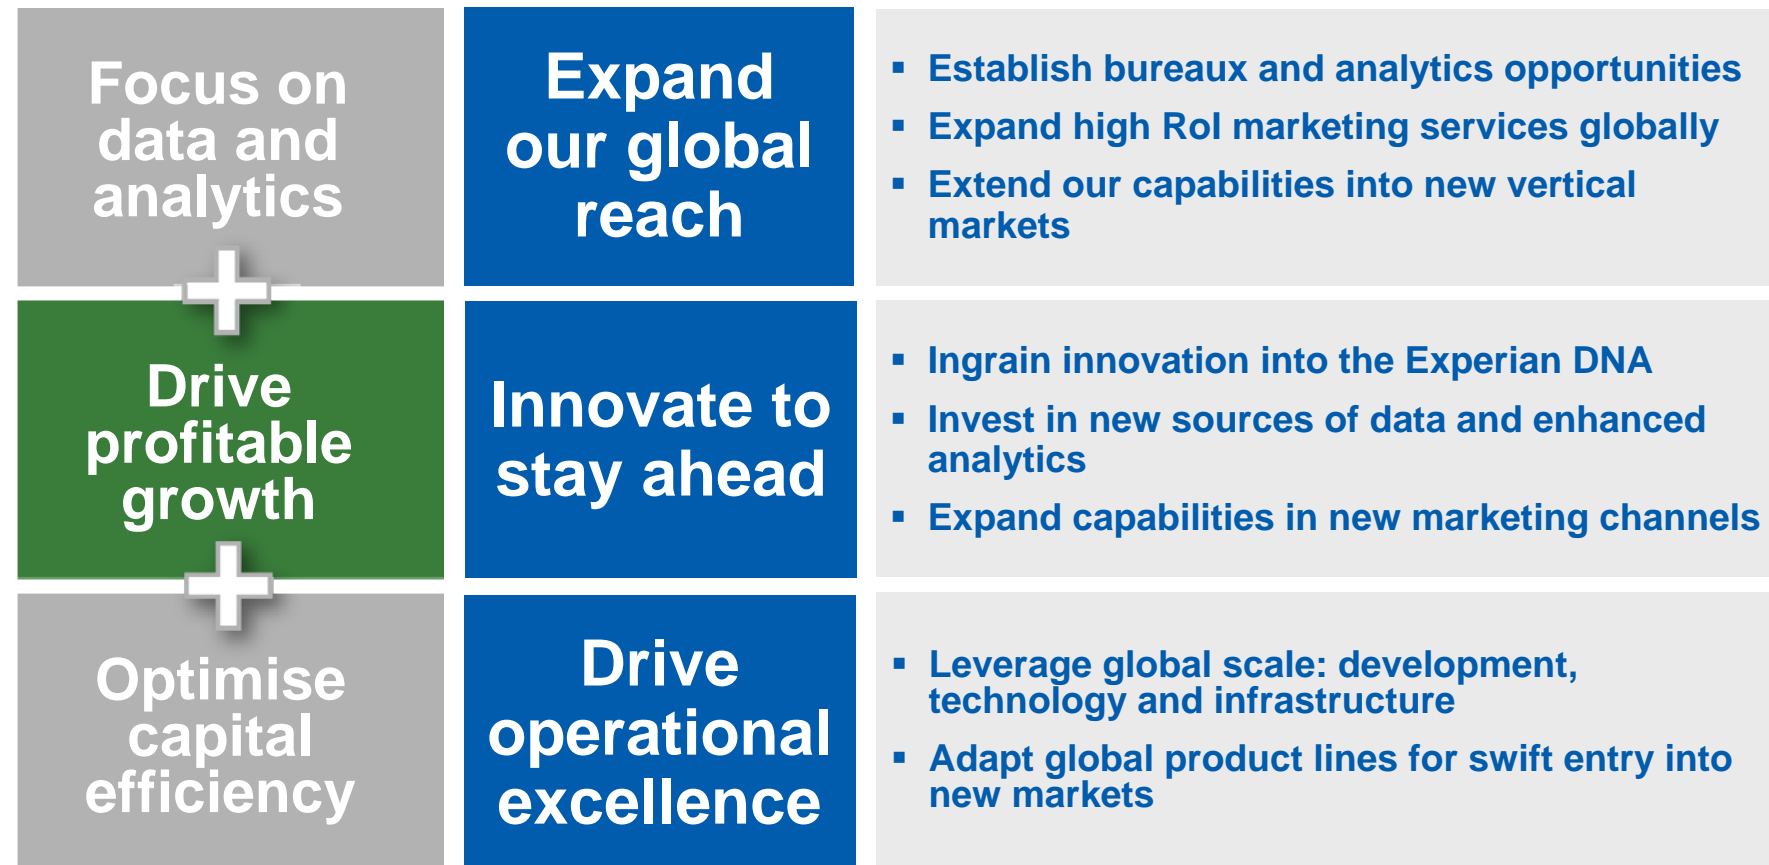 Focus on
data and
analytics
Expand
our global
reach
▪ Establish bureaux and analytics opportunities
▪ Expand high RoI marketing services globally
▪ Extend our capabilities into new vertical
markets
Drive
profitable
growth
Innovate to
stay ahead
▪ Ingrain innovation into the Experian DNA
▪ Invest in new sources of data and enhanced
analytics
▪ Expand capabilities in new marketing channels
Optimise
capital
efficiency
Drive
operational
excellence
▪ Leverage global scale: development,
technology and infrastructure
▪ Adapt global product lines for swift entry into
new markets